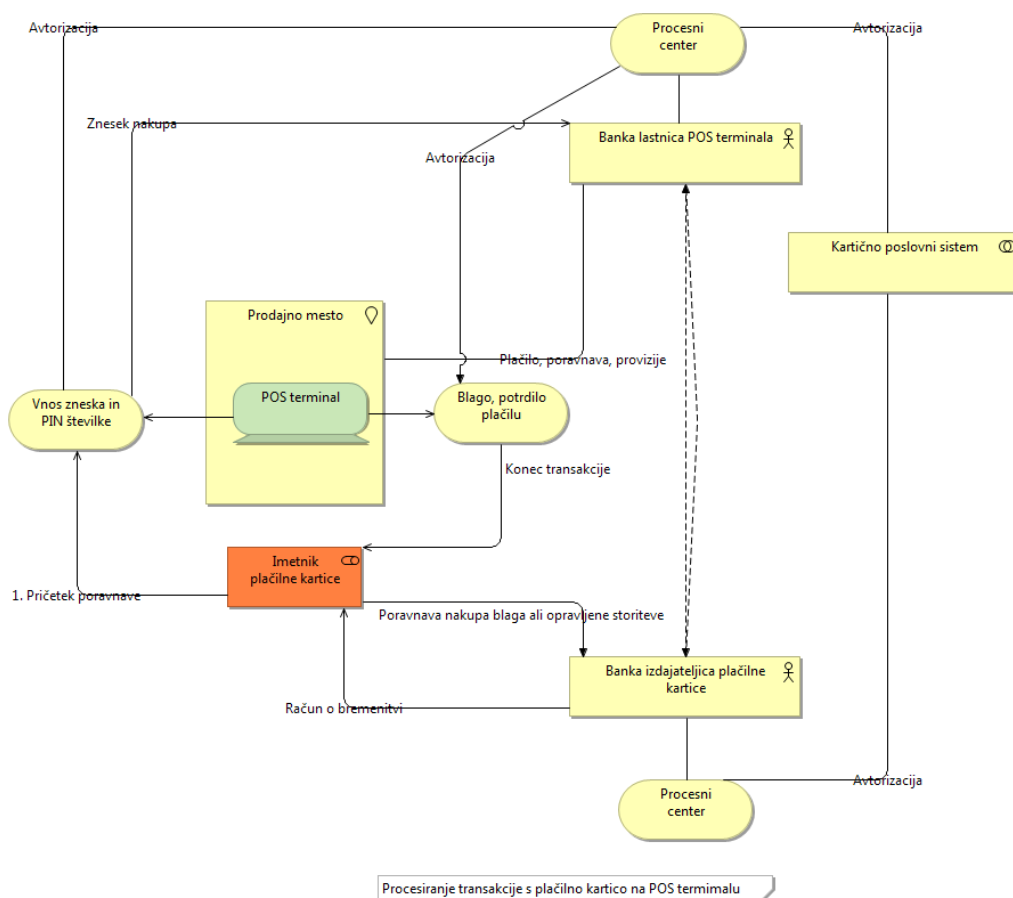 Avtorizacija
Procesni
center
Avtorizacija
Znesek nakupa
Banka lastnica POS terminala
Avtorizacija
Kartično poslovni sistem
Prodajno mesto
Plačilo, poravnava, provizije
Vnos zneska in
PIN številke
POS terminal
Blago, potrdilo
plačilu
Konec transakcije
Imetnik
plačilne kartice
1. Pričetek poravnave
Poravnava nakupa blaga ali opravljene storiteve
Banka izdajateljica plačilne
kartice
Račun o bremenitvi
Procesni
center
Avtorizacija
Procesiranje transakcije s plačilno kartico na POS termimalu